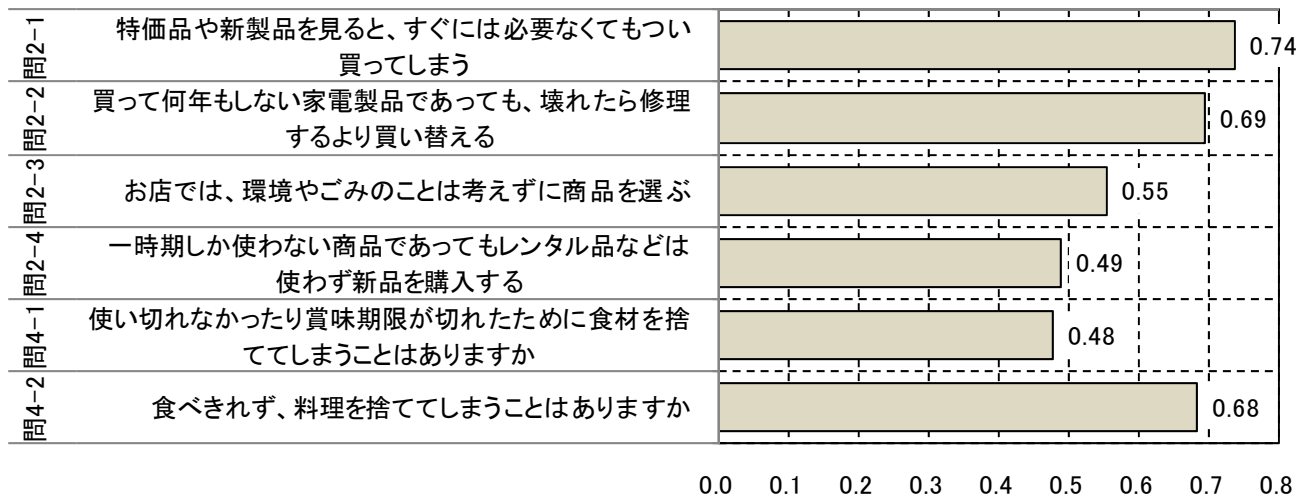 問2-1
特価品や新製品を見ると、すぐには必要なくてもつい
買ってしまう
0.74
問2-2
買って何年もしない家電製品であっても、壊れたら修理
するより買い替える
0.69
問2-3
お店では、環境やごみのことは考えずに商品を選ぶ
0.55
問2-4
一時期しか使わない商品であってもレンタル品などは
使わず新品を購入する
0.49
問4-1
使い切れなかったり賞味期限が切れたために食材を捨
ててしまうことはありますか
0.48
問4-2
食べきれず、料理を捨ててしまうことはありますか
0.68
0.0 0.1 0.2 0.3 0.4 0.5 0.6 0.7 0.8